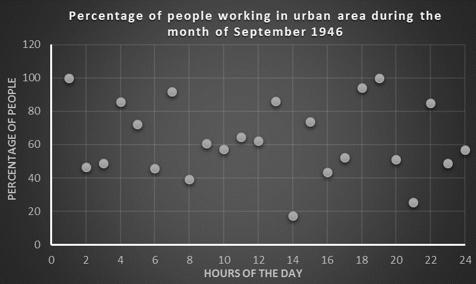 Percentage of people working in urban area during the
month of September 1946
PERCENTAGE OF PEOPLE
120
100
80
60
40
20
0
0 2 4 6 8 10 12 14 16 18 20 22 24
HOURS OF THE DAY